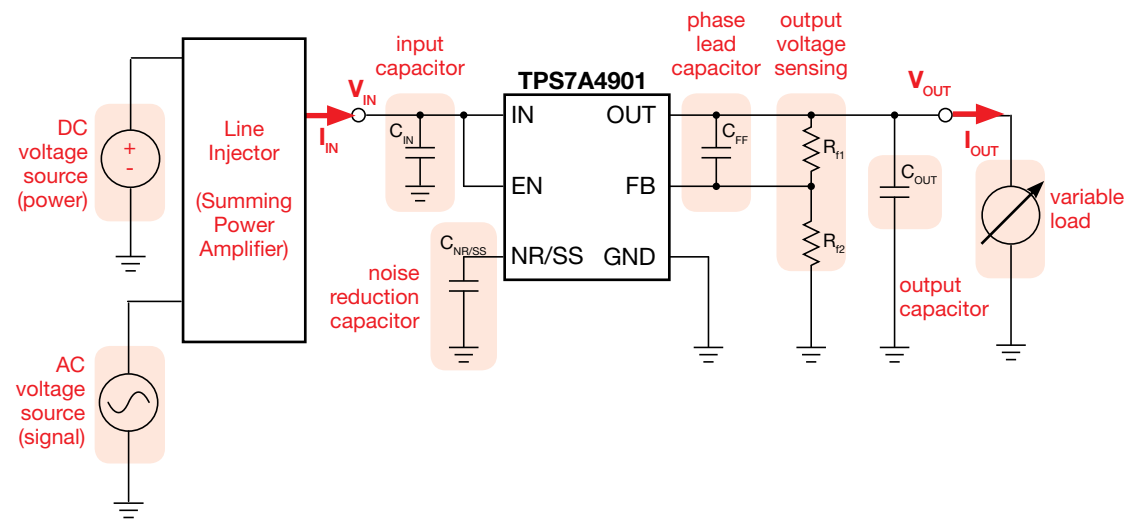 DC
voltage
source
(power)
+
-
AC
voltage
source
(signal)
Line
Injector
(Summing
Power
Amplifier)
V_IN
I_IN
input
capacitor
C_IN
C_NR/SS
noise
reduction
capacitor
TPS7A4901
IN
OUT
EN
FB
NR/SS
GND
phase
lead
capacitor
C_FF
output
voltage
sensing
R_f1
R_f2
V_OUT
I_OUT
C_OUT
output
capacitor
variable
load